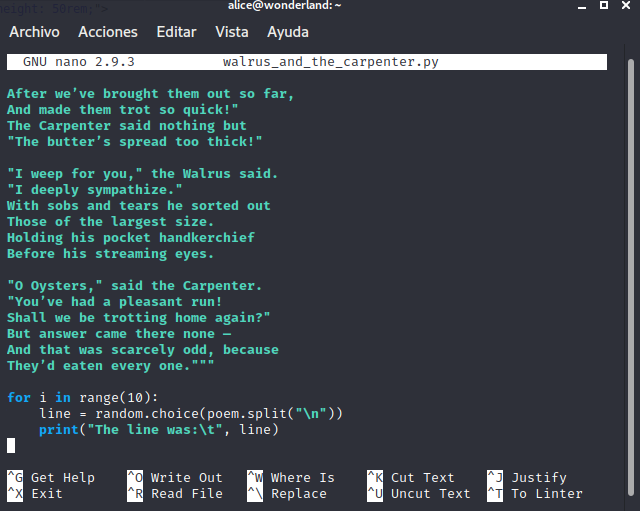 eight: 50rem;">
alice@wonderland: ~
Archivo Acciones Editar Vista Ayuda
GNU nano 2.9.3 walrus_and_the_carpenter.py
After we’ve brought them out so far,
And made them trot so quick!"
The Carpenter said nothing but
"The butter’s spread too thick!"
"I weep for you," the Walrus said.
"I deeply sympathize."
With sobs and tears he sorted out
Those of the largest size.
Holding his pocket handkerchief
Before his streaming eyes.
"O Oysters," said the Carpenter.
"You’ve had a pleasant run!
Shall we be trotting home again?"
But answer came there none —
And that was scarcely odd, because
They’d eaten every one."""
for i in range(10):
    line = random.choice(poem.split("\n"))
    print("The line was:\t", line)
^G Get Help ^O Write Out ^W Where Is ^K Cut Text ^J Justify
^X Exit ^R Read File ^\ Replace ^U Uncut Text ^T To Linter